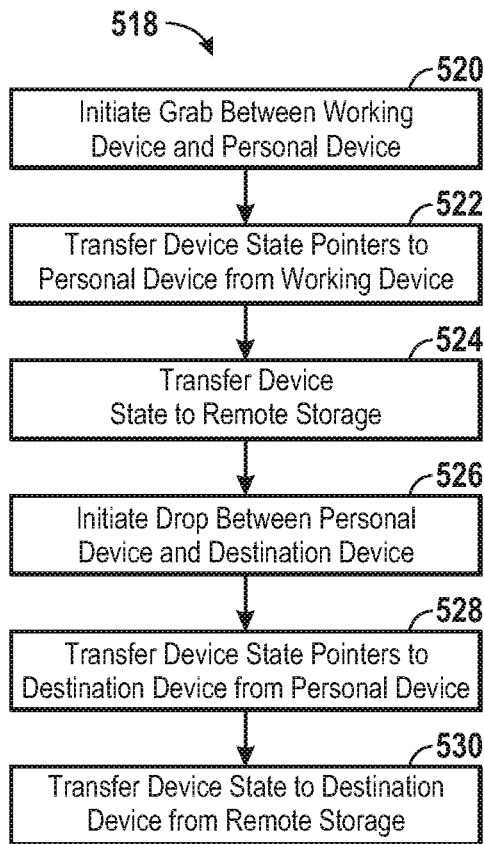 518
520
Initiate Grab Between Working
Device and Personal Device
522
Transfer Device State Pointers to
Personal Device from Working Device
524
Transfer Device
State to Remote Storage
526
Initiate Drop Between Personal
Device and Destination Device
528
Transfer Device State Pointers to
Destination Device from Personal Device
530
Transfer Device State to Destination
Device from Remote Storage